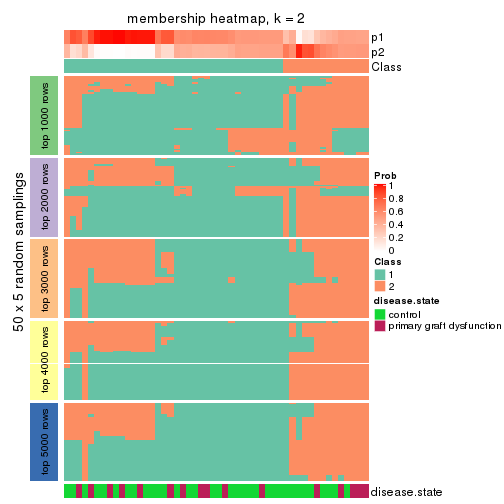 membership heatmap, k = 2
p1
p2
Class
50 x 5 random samplings
top 1000 rows
top 2000 rows
top 3000 rows
top 4000 rows
top 5000 rows
Prob
1
0.8
0.6
0.4
0.2
0
Class
1
2
disease.state
control
primary graft dysfunction
disease.state